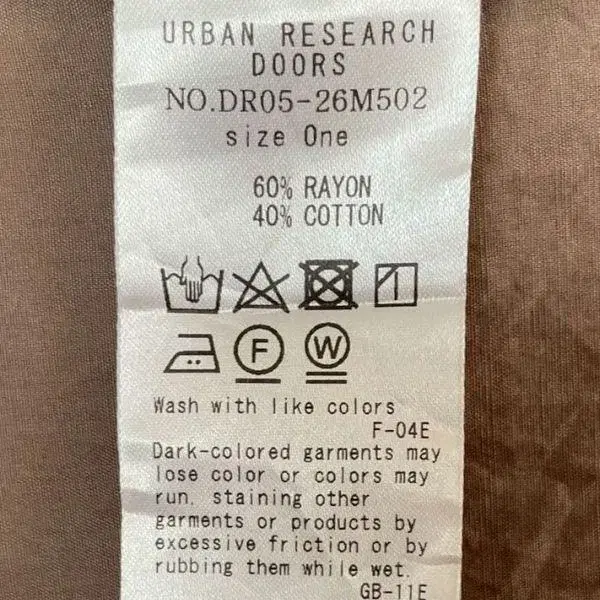 URBAN RESEARCH
DOORS
NO.DR05-26M502
size One
60% RAYON
40% COTTON
F W
Wash with like colors
F-04E
Dark-colored garments may
lose color or colors may
run, staining other
garments or products by
excessive friction or by
rubbing them while wet.
GB-11E